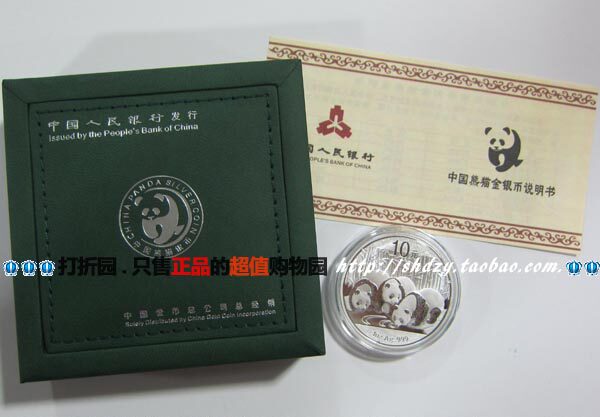 中国人民银行发行
Issued by the People's Bank of China
CHINA PANDA SILVER COIN
中国熊猫银币
中国金币总公司总经销
Solely Distributed by China Gold Coin Incorporation
国人民银行
PEOPLE'S BANK OF CHINA
中国熊猫金银币说明书
10
1oz Ag .999
打折园.只售正品的超值购物园 http://shdzy.taobao.com.